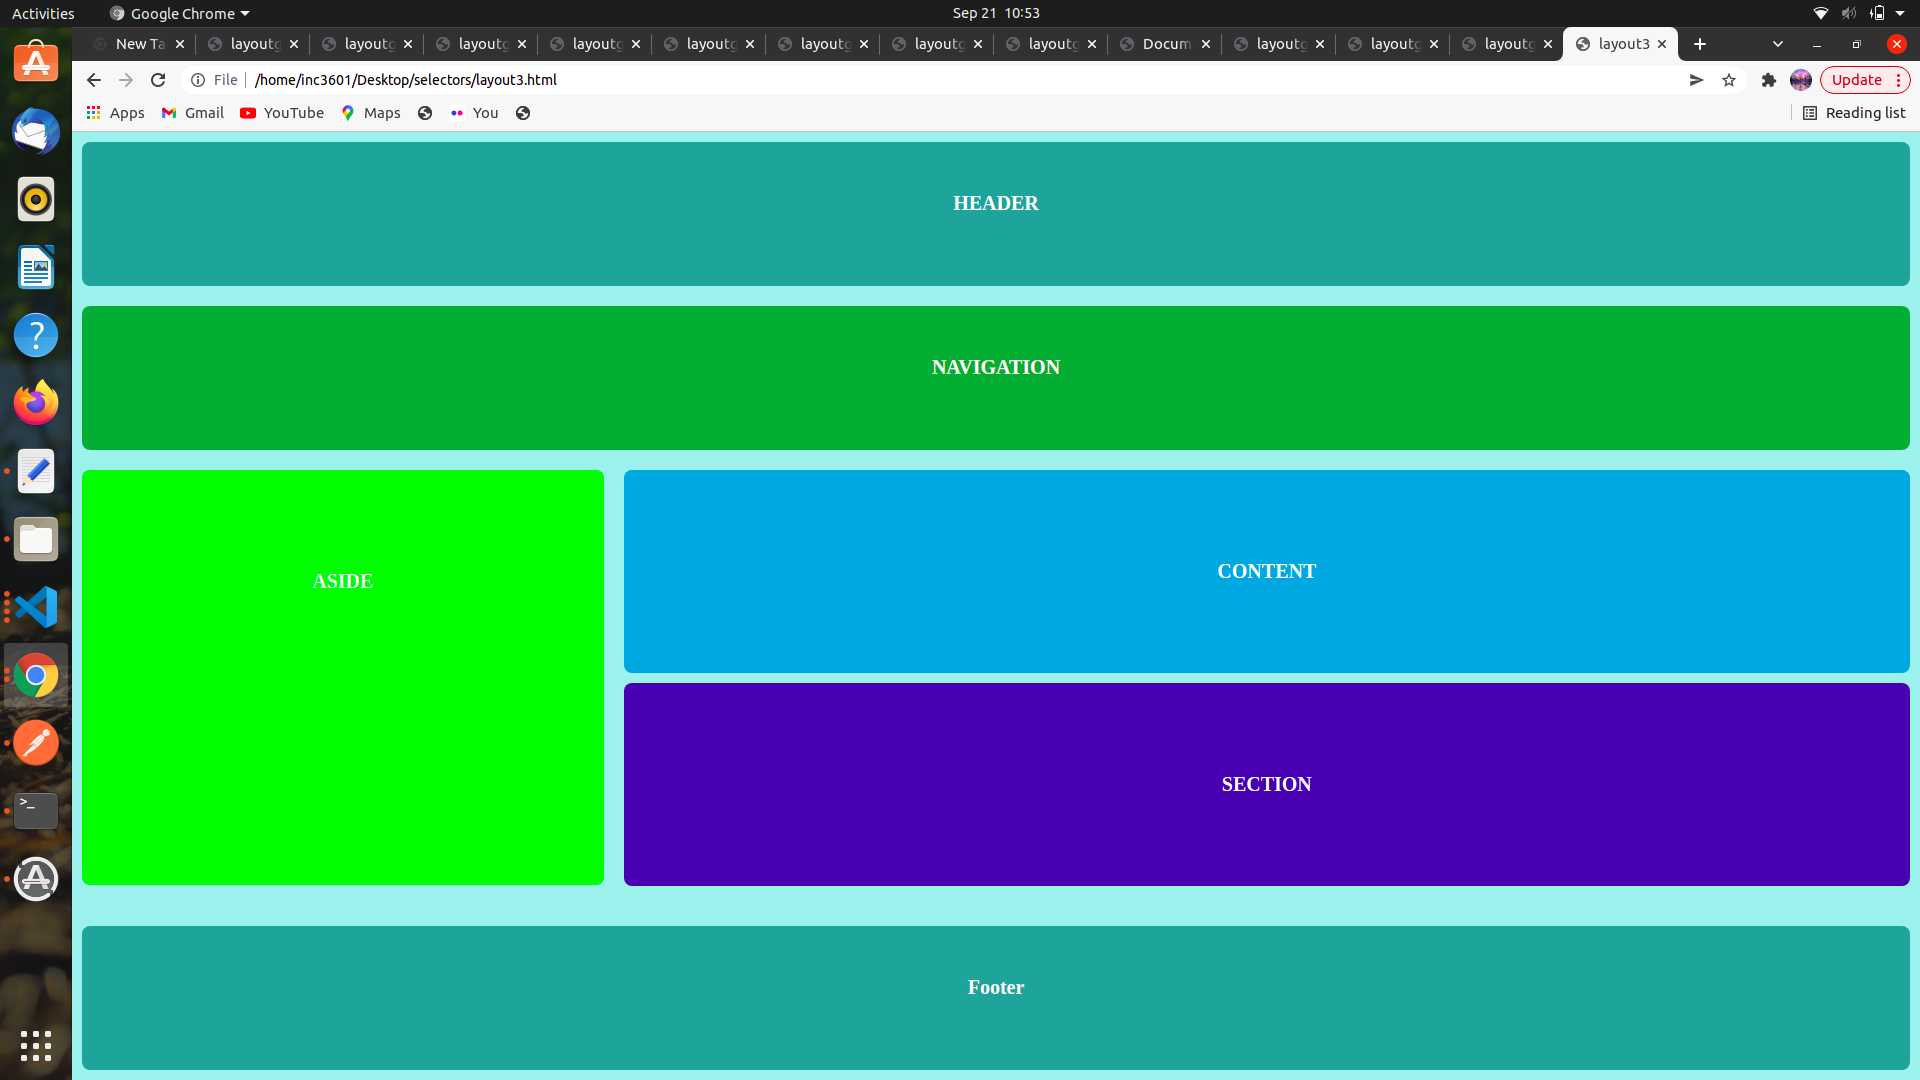 Activities Google Chrome Sep 21 10:53
New Ta layoutg layoutg layoutg layoutg layoutg layoutg layoutg layoutg Docum layoutg layoutg layoutg layout3
File /home/inc3601/Desktop/selectors/layout3.html Update
Apps Gmail YouTube Maps You Reading list
HEADER
NAVIGATION
ASIDE
CONTENT
SECTION
Footer